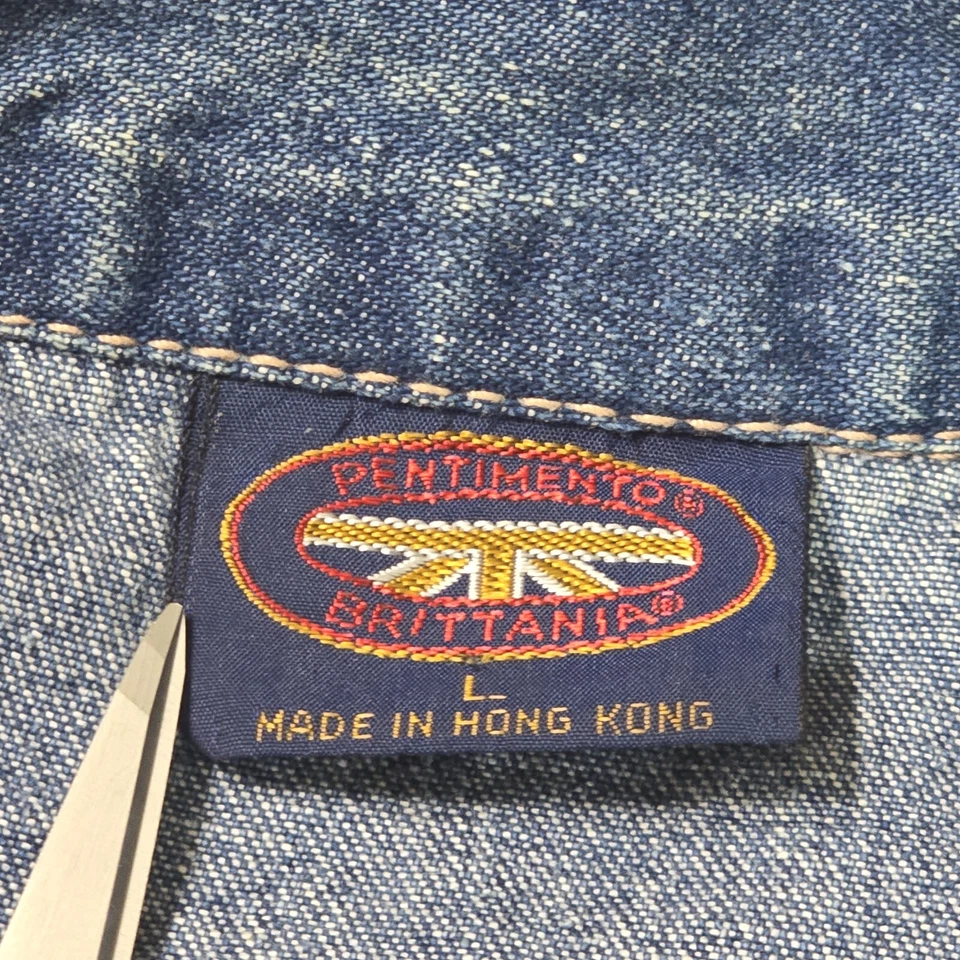 PENTIMENTO®
BRITTANIA®
L
MADE IN HONG KONG